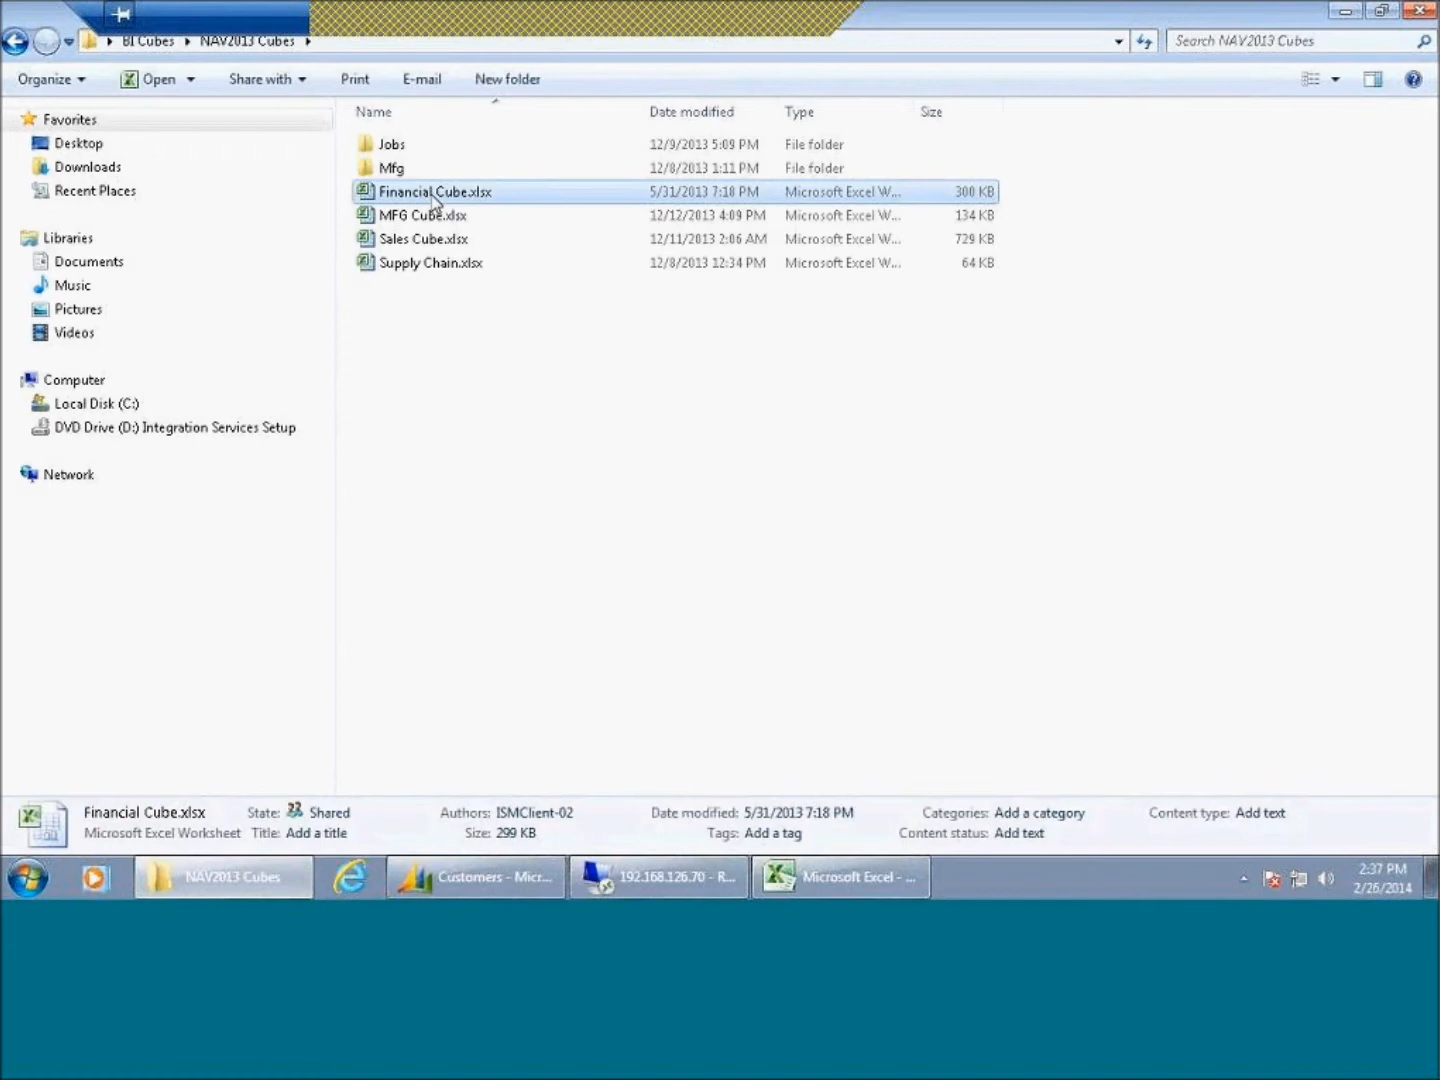 BI Cubes NAV2013 Cubes Search NAV2013 Cubes
Organize Open Share with Print E-mail New folder
Name Date modified Type Size
Favorites
Desktop
Downloads
Recent Places
Libraries
Documents
Music
Pictures
Videos
Computer
Local Disk (C:)
DVD Drive (D:) Integration Services Setup
Network
Jobs 12/9/2013 5:09 PM File folder
Mfg 12/8/2013 1:11 PM File folder
Financial Cube.xlsx 5/31/2013 7:18 PM Microsoft Excel W... 300 KB
MFG Cube.xlsx 12/12/2013 4:09 PM Microsoft Excel W... 134 KB
Sales Cube.xlsx 12/11/2013 2:06 AM Microsoft Excel W... 729 KB
Supply Chain.xlsx 12/8/2013 12:34 PM Microsoft Excel W... 64 KB
Financial Cube.xlsx State: Shared Authors: ISMClient-02 Date modified: 5/31/2013 7:18 PM Categories: Add a category Content type: Add text
Microsoft Excel Worksheet Title: Add a title Size: 299 KB Tags: Add a tag Content status: Add text
NAV2013 Cubes Customers - Micr... 192.168.126.70 - R... Microsoft Excel - ... 2:37 PM
2/26/2014